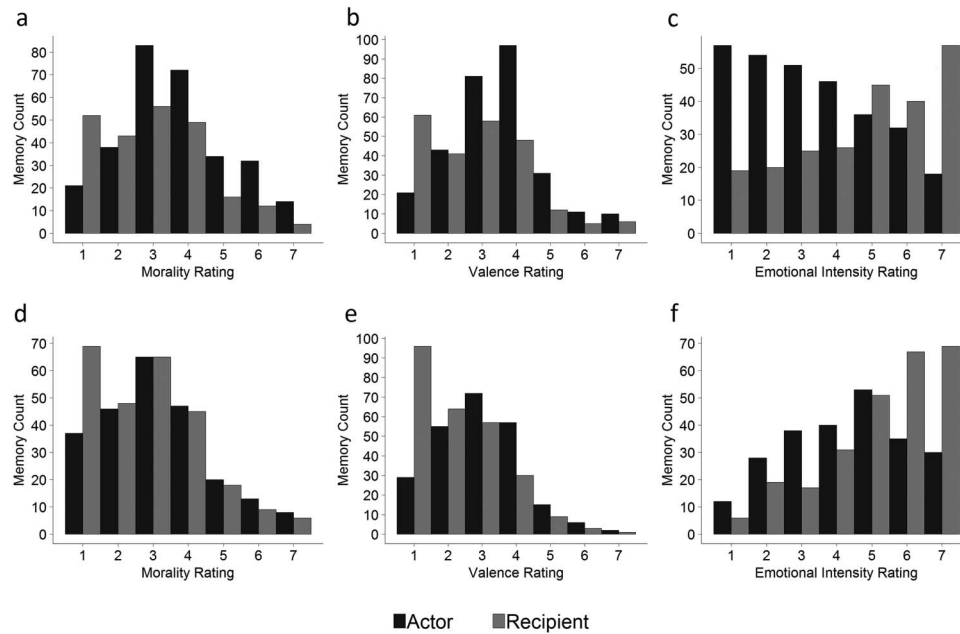 a
80
70
60
50
40
30
20
10
0
Memory Count
1 2 3 4 5 6 7
Morality Rating
b
100
90
80
70
60
50
40
30
20
10
0
Memory Count
1 2 3 4 5 6 7
Valence Rating
c
50
40
30
20
10
0
Memory Count
1 2 3 4 5 6 7
Emotional Intensity Rating
d
70
60
50
40
30
20
10
0
Memory Count
1 2 3 4 5 6 7
Morality Rating
e
100
90
80
70
60
50
40
30
20
10
0
Memory Count
1 2 3 4 5 6 7
Valence Rating
f
70
60
50
40
30
20
10
0
Memory Count
1 2 3 4 5 6 7
Emotional Intensity Rating
Actor Recipient